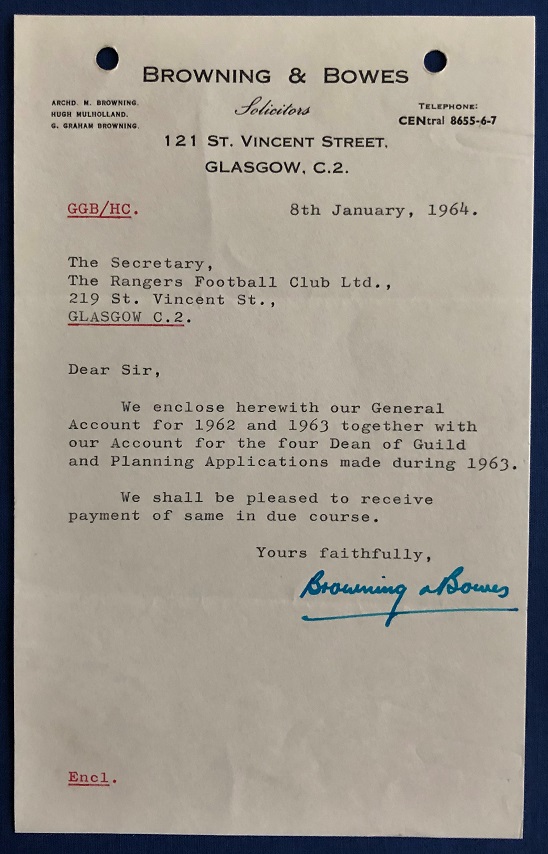 BROWNING & BOWES
ARCHD. M. BROWNING.
HUGH MULHOLLAND.
G. GRAHAM BROWNING.
Solicitors
TELEPHONE:
CENtral 8655-6-7
121 ST. VINCENT STREET,
GLASGOW, C.2.
GGB/HC.
8th January, 1964.
The Secretary,
The Rangers Football Club Ltd.,
219 St. Vincent St.,
GLASGOW C.2.
Dear Sir,
We enclose herewith our General
Account for 1962 and 1963 together with
our Account for the four Dean of Guild
and Planning Applications made during 1963.
We shall be pleased to receive
payment of same in due course.
Yours faithfully,
Browning & Bowes
Encl.